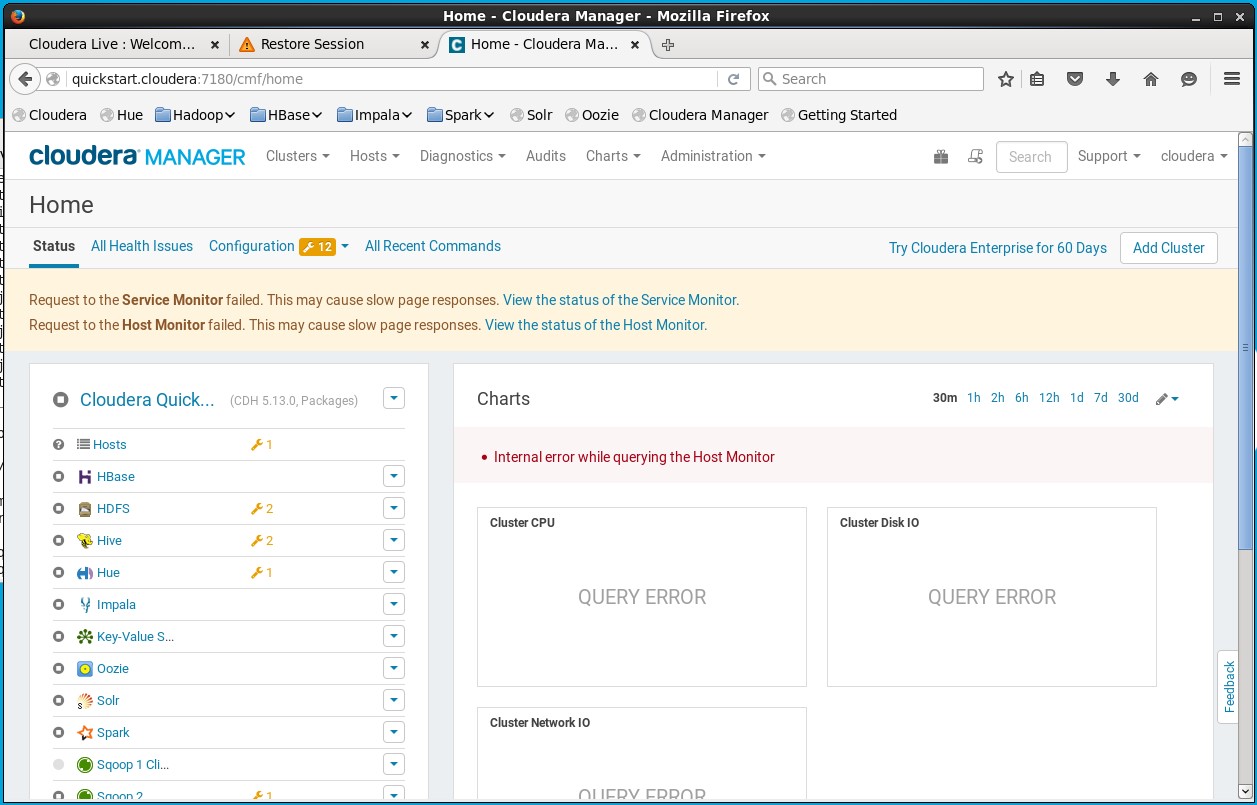 Home - Cloudera Manager - Mozilla Firefox
Cloudera Live : Welcom...
Restore Session
Home - Cloudera Ma...
quickstart.cloudera:7180/cmf/home
Search
Cloudera Hue Hadoop HBase Impala Spark Solr Oozie Cloudera Manager Getting Started
cloudera MANAGER Clusters Hosts Diagnostics Audits Charts Administration Search Support cloudera
Home
Status All Health Issues Configuration 12 All Recent Commands Try Cloudera Enterprise for 60 Days Add Cluster
Request to the Service Monitor failed. This may cause slow page responses. View the status of the Service Monitor.
Request to the Host Monitor failed. This may cause slow page responses. View the status of the Host Monitor.
Cloudera Quick... (CDH 5.13.0, Packages)
Hosts 1
HBase
HDFS 2
Hive 2
Hue 1
Impala
Key-Value S...
Oozie
Solr
Spark
Sqoop 1 Cli...
Sqoop 2 1
Charts 30m 1h 2h 6h 12h 1d 7d 30d
Internal error while querying the Host Monitor
Cluster CPU
QUERY ERROR
Cluster Disk IO
QUERY ERROR
Cluster Network IO
QUERY ERROR
Feedback